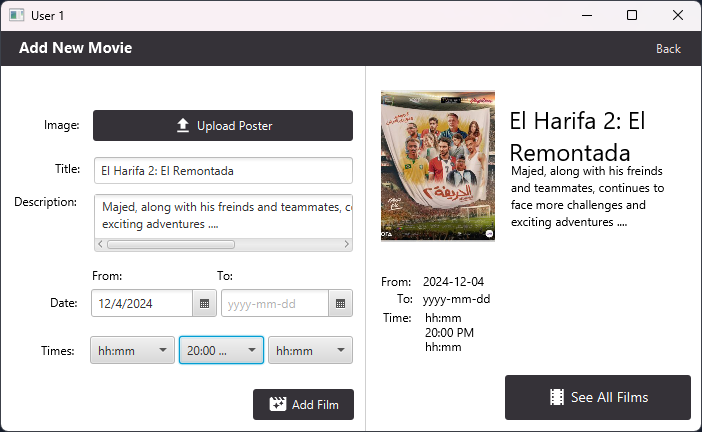 User 1
Add New Movie
Back
Image:
Upload Poster
Title:
El Harifa 2: El Remontada
Description:
Majed, along with his freinds and teammates, c
exciting adventures ....
From:
To:
Date:
12/4/2024
yyyy-mm-dd
Times:
hh:mm
20:00 ...
hh:mm
Add Film
الحريفة ٢
El Harifa 2: El
Remontada
Majed, along with his freinds
and teammates, continues to
face more challenges and
exciting adventures ....
From:
2024-12-04
To:
yyyy-mm-dd
Time:
hh:mm
20:00 PM
hh:mm
See All Films